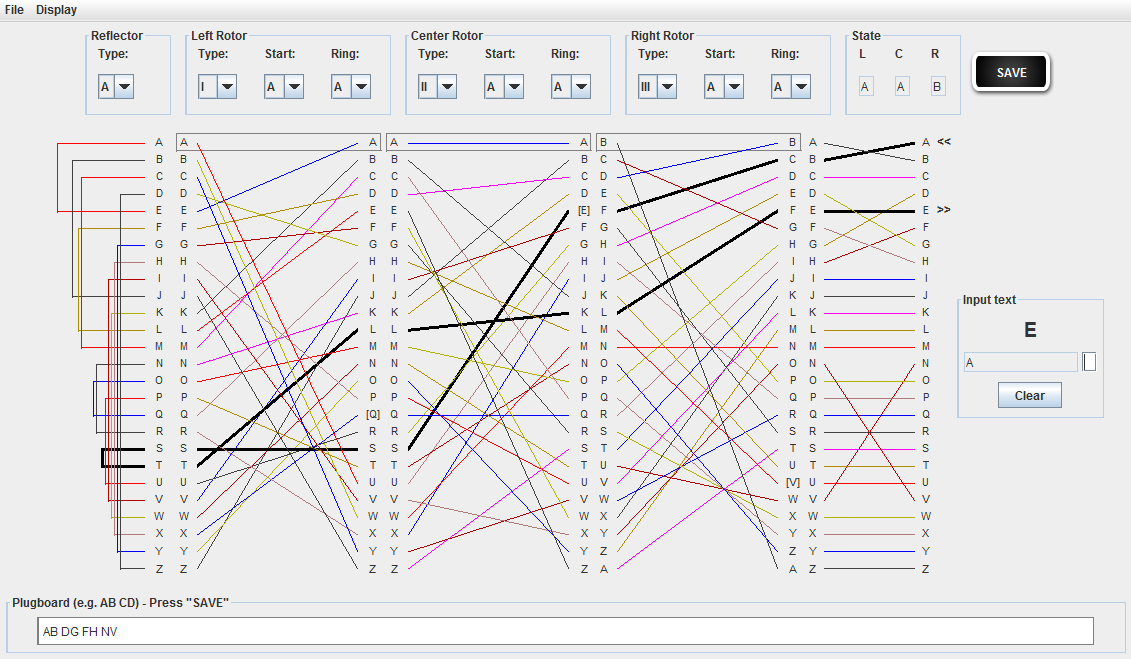 File Display
Reflector Left Rotor Center Rotor Right Rotor State
Type: Type: Start: Ring: Type: Start: Ring: Type: Start: Ring: L C R
A I A A II A A III A A A A B SAVE
A A A A A B B A A <<
B B B B B C C B B
C C C C C D D C C
D D D D D E E D D
E E E E [E] F F E E >>
F F F F F G G F F
G G G G G H H G G
H H H H H I I H H
I I I I I J J I I
J J J J J K K J J
K K K K K L L K K
L L L L L M M L L
M M M M M N N M M
N N N N N O O N N
O O O O O P P O O
P P P P P Q Q P P
Q Q [Q] Q Q R R Q Q
R R R R R S S R R
S S S S S T T S S
T T T T T U U T T
U U U U U V [V] U U
V V V V V W W V V
W W W W W X X W W
X X X X X Y Y X X
Y Y Y Y Y Z Z Y Y
Z Z Z Z Z A A Z Z
Input text
E
A
Clear
Plugboard (e.g. AB CD) - Press "SAVE"
AB DG FH NV